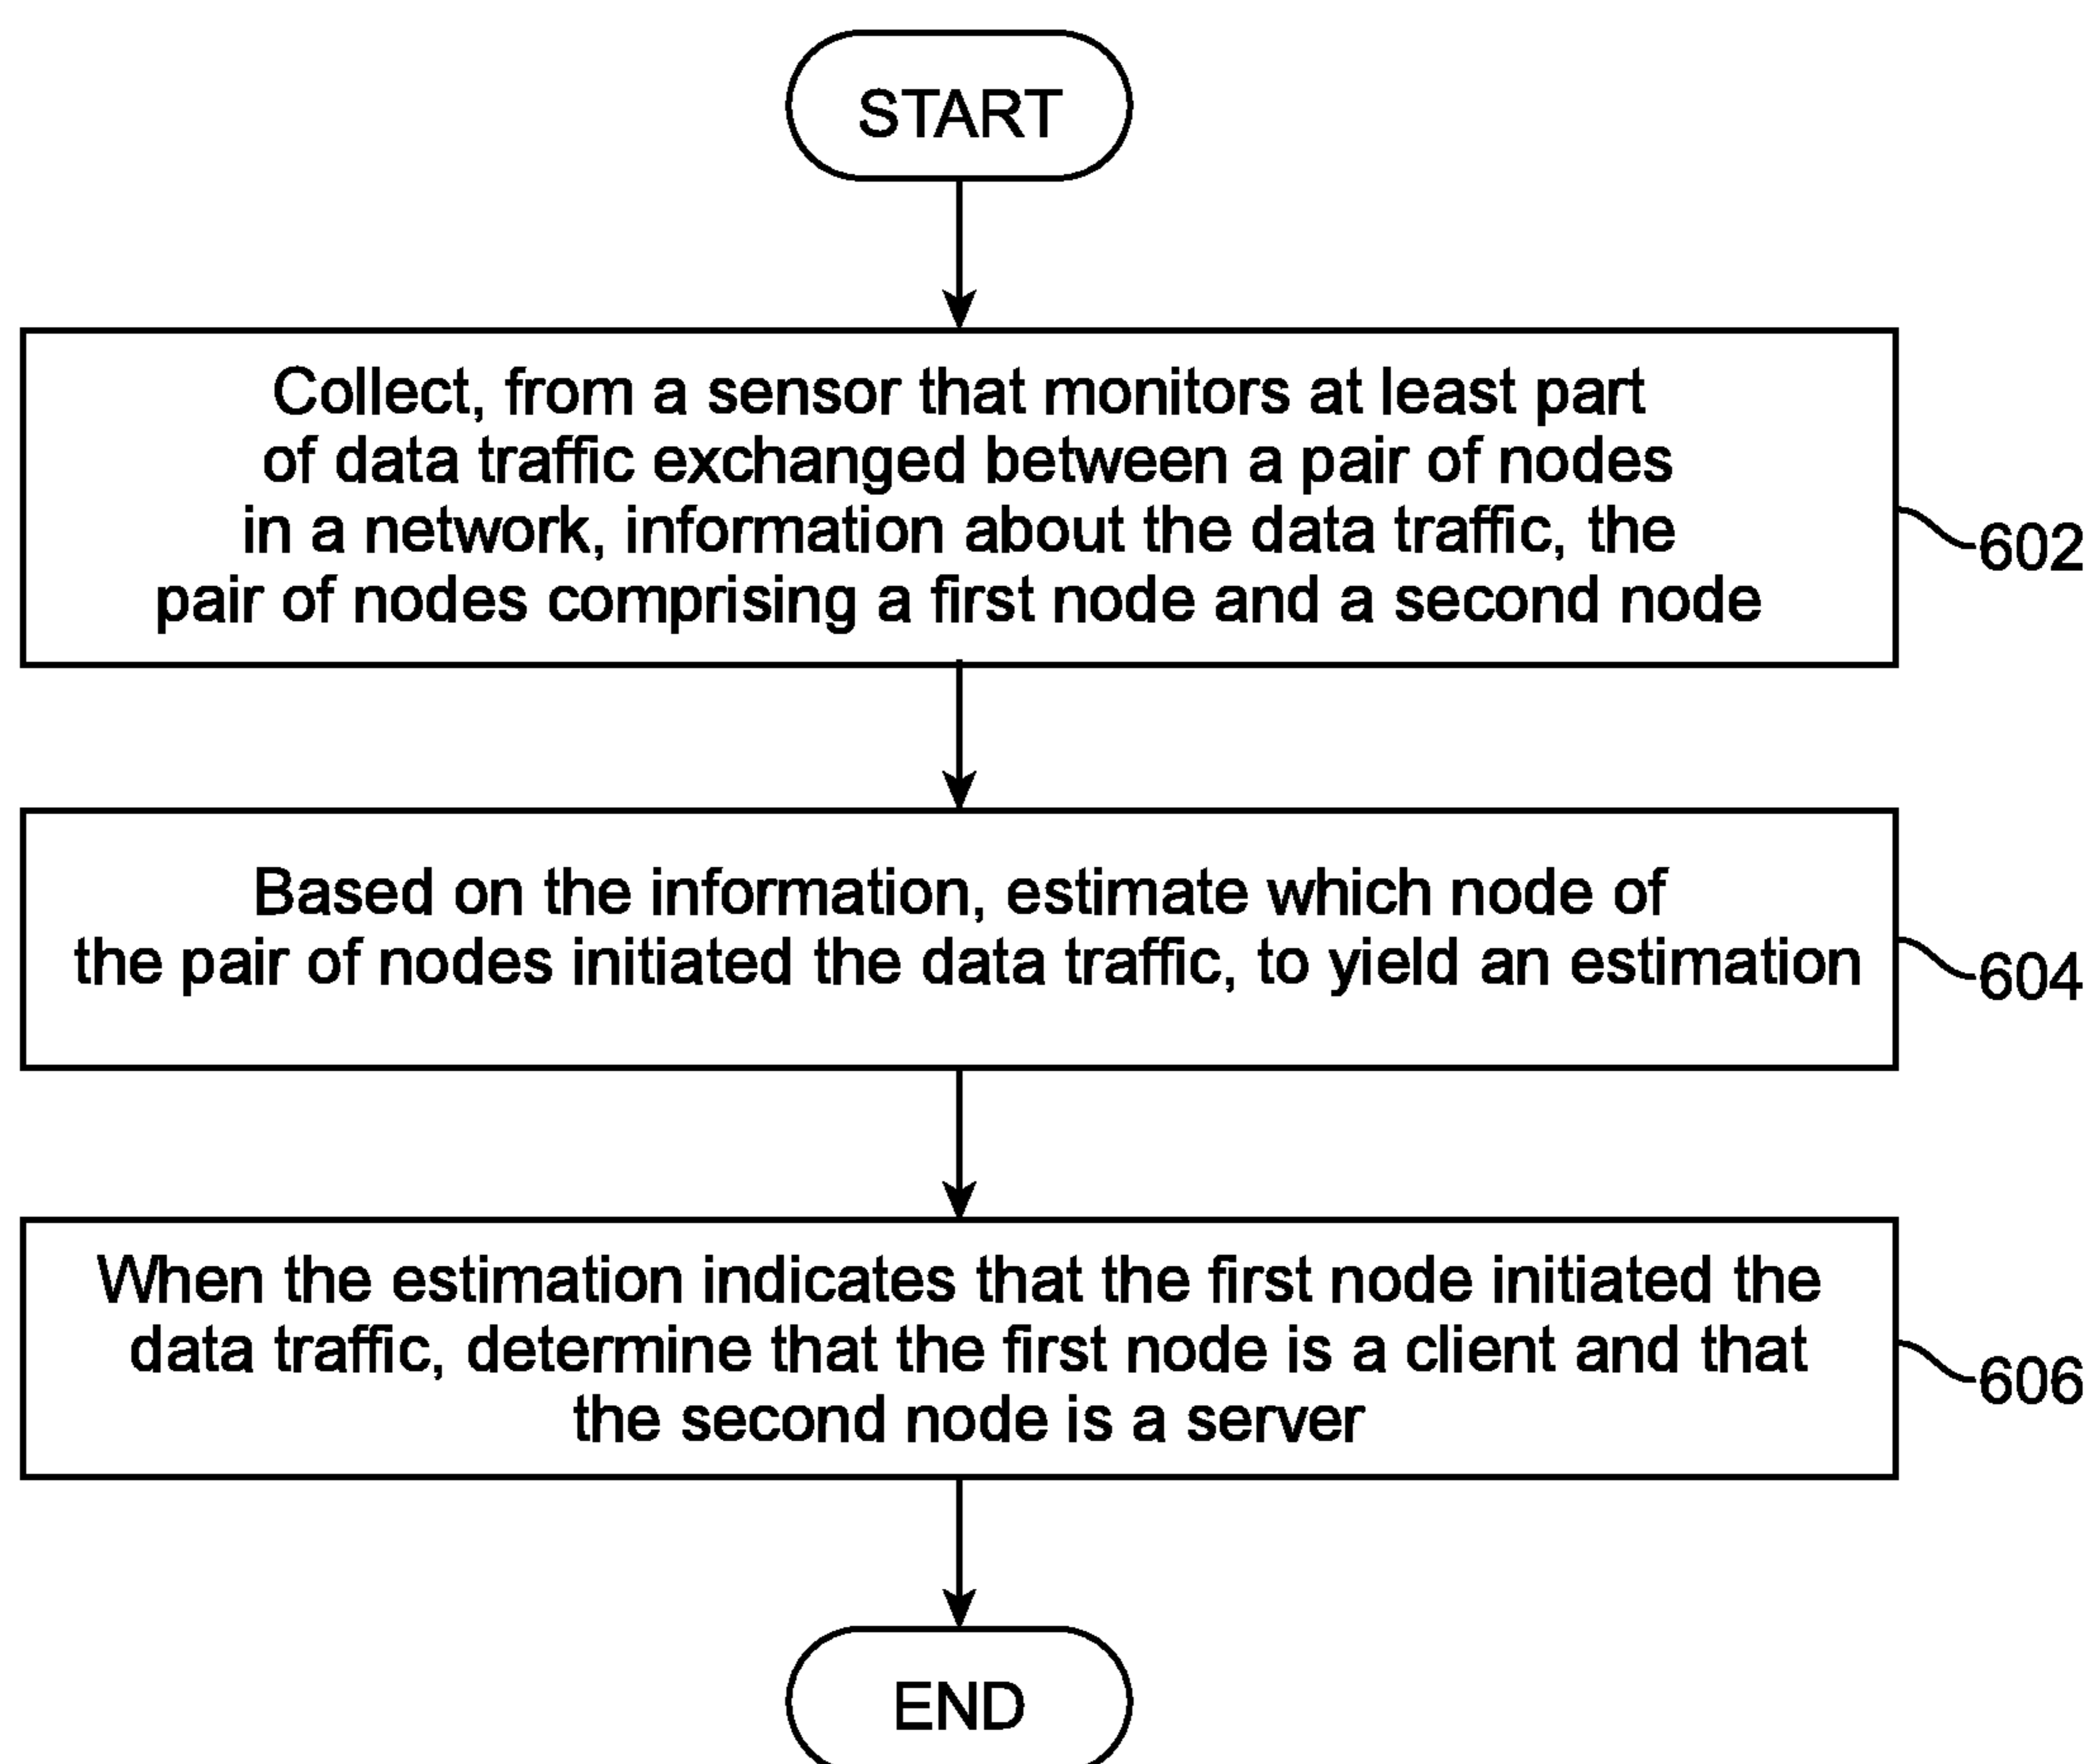 START
Collect, from a sensor that monitors at least part
of data traffic exchanged between a pair of nodes
in a network, information about the data traffic, the
pair of nodes comprising a first node and a second node
602
Based on the information, estimate which node of
the pair of nodes initiated the data traffic, to yield an estimation
604
When the estimation indicates that the first node initiated the
data traffic, determine that the first node is a client and that
the second node is a server
606
END